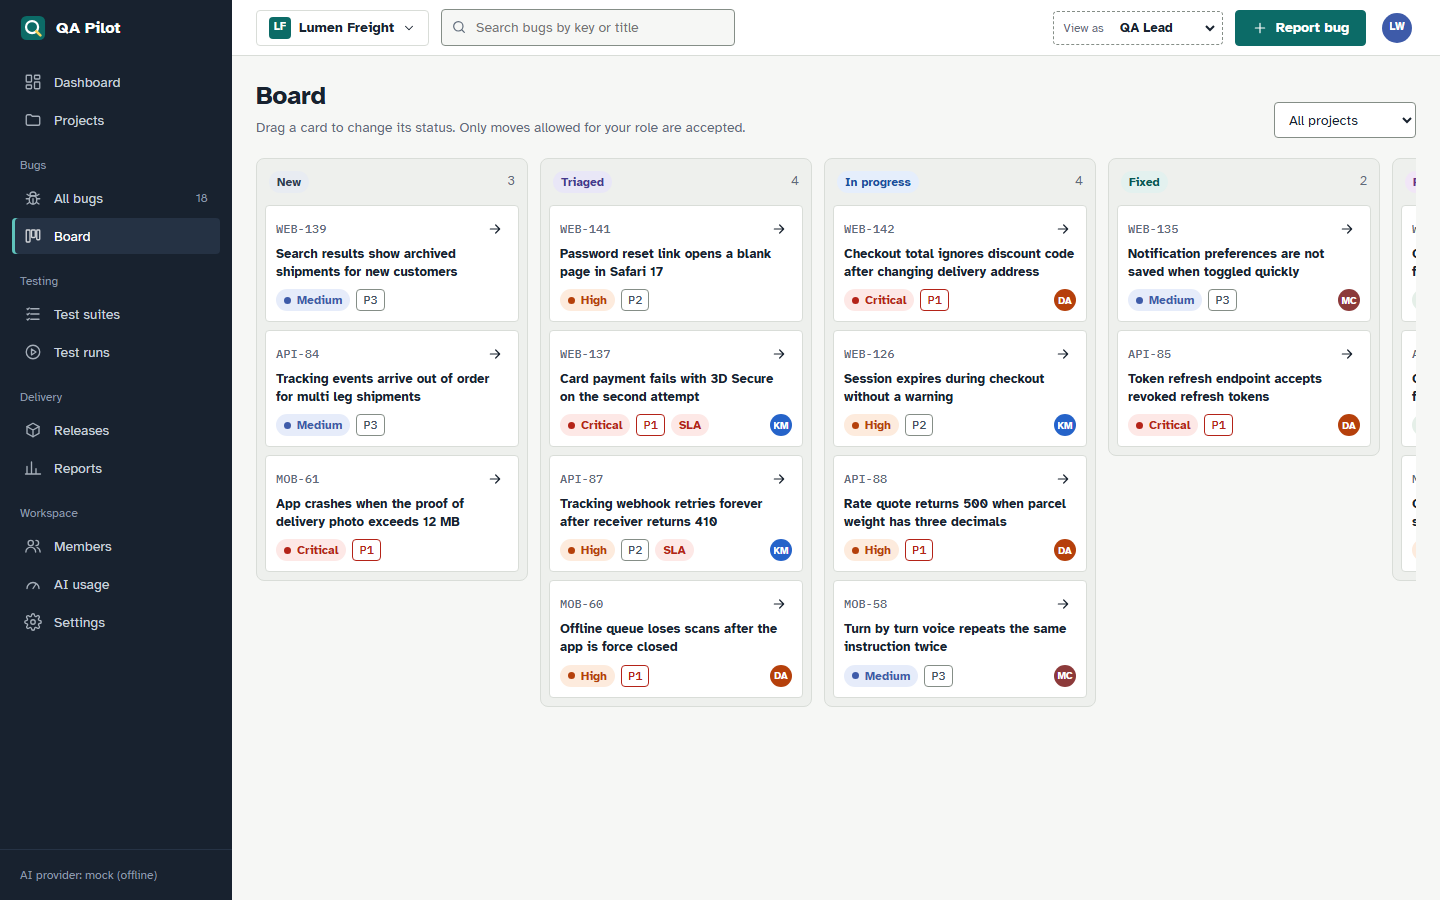 QA Pilot
Dashboard
Projects
Bugs
All bugs 18
Board
Testing
Test suites
Test runs
Delivery
Releases
Reports
Workspace
Members
AI usage
Settings
AI provider: mock (offline)
LF Lumen Freight
Search bugs by key or title
View as QA Lead
Report bug
LW
Board
Drag a card to change its status. Only moves allowed for your role are accepted.
All projects
New 3
WEB-139
Search results show archived
shipments for new customers
Medium P3
API-84
Tracking events arrive out of order
for multi leg shipments
Medium P3
MOB-61
App crashes when the proof of
delivery photo exceeds 12 MB
Critical P1
Triaged 4
WEB-141
Password reset link opens a blank
page in Safari 17
High P2
WEB-137
Card payment fails with 3D Secure
on the second attempt
Critical P1 SLA KM
API-87
Tracking webhook retries forever
after receiver returns 410
High P2 SLA KM
MOB-60
Offline queue loses scans after the
app is force closed
High P1 DA
In progress 4
WEB-142
Checkout total ignores discount code
after changing delivery address
Critical P1 DA
WEB-126
Session expires during checkout
without a warning
High P2 KM
API-88
Rate quote returns 500 when parcel
weight has three decimals
High P1 DA
MOB-58
Turn by turn voice repeats the same
instruction twice
Medium P3 MC
Fixed 2
WEB-135
Notification preferences are not
saved when toggled quickly
Medium P3 MC
API-85
Token refresh endpoint accepts
revoked refresh tokens
Critical P1 DA